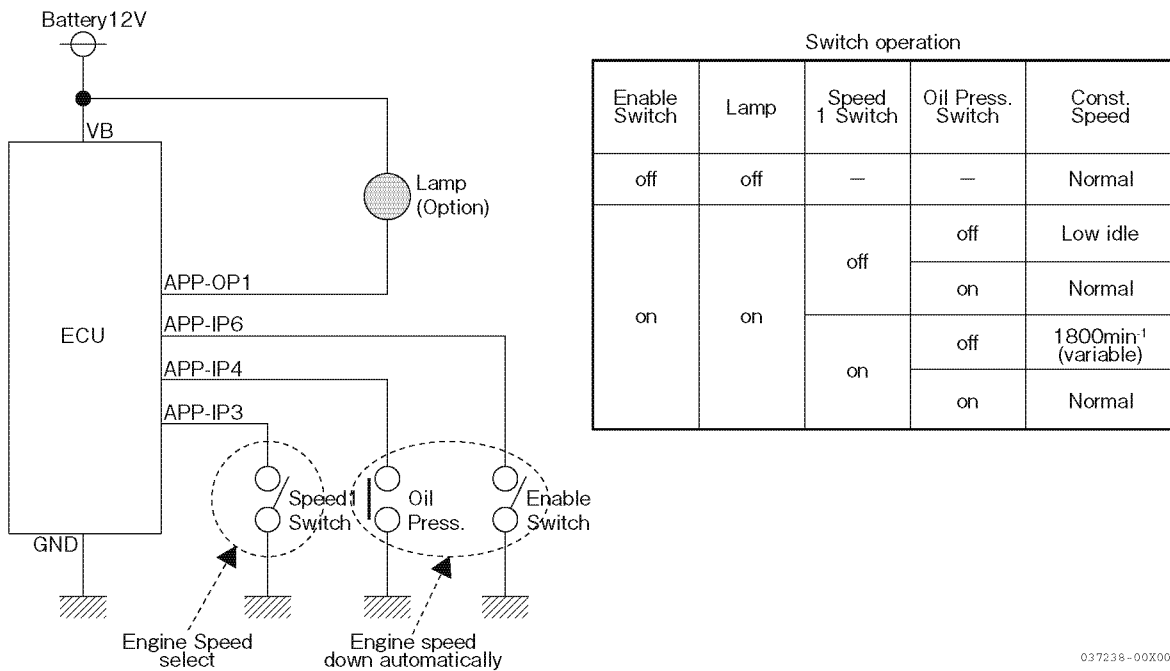 Battery12V
VB
Lamp
(Option)
APP-OP1
APP-IP6
ECU
APP-IP4
APP-IP3
Speed1
Switch
Oil
Press.
Enable
Switch
GND
Engine Speed
select
Engine speed
down automatically
Switch operation
Enable Switch Lamp Speed 1 Switch Oil Press. Switch Const. Speed
off off — — Normal
on on off off Low idle
on Normal
on off 1800min⁻¹ (variable)
on Normal
037238-00X00